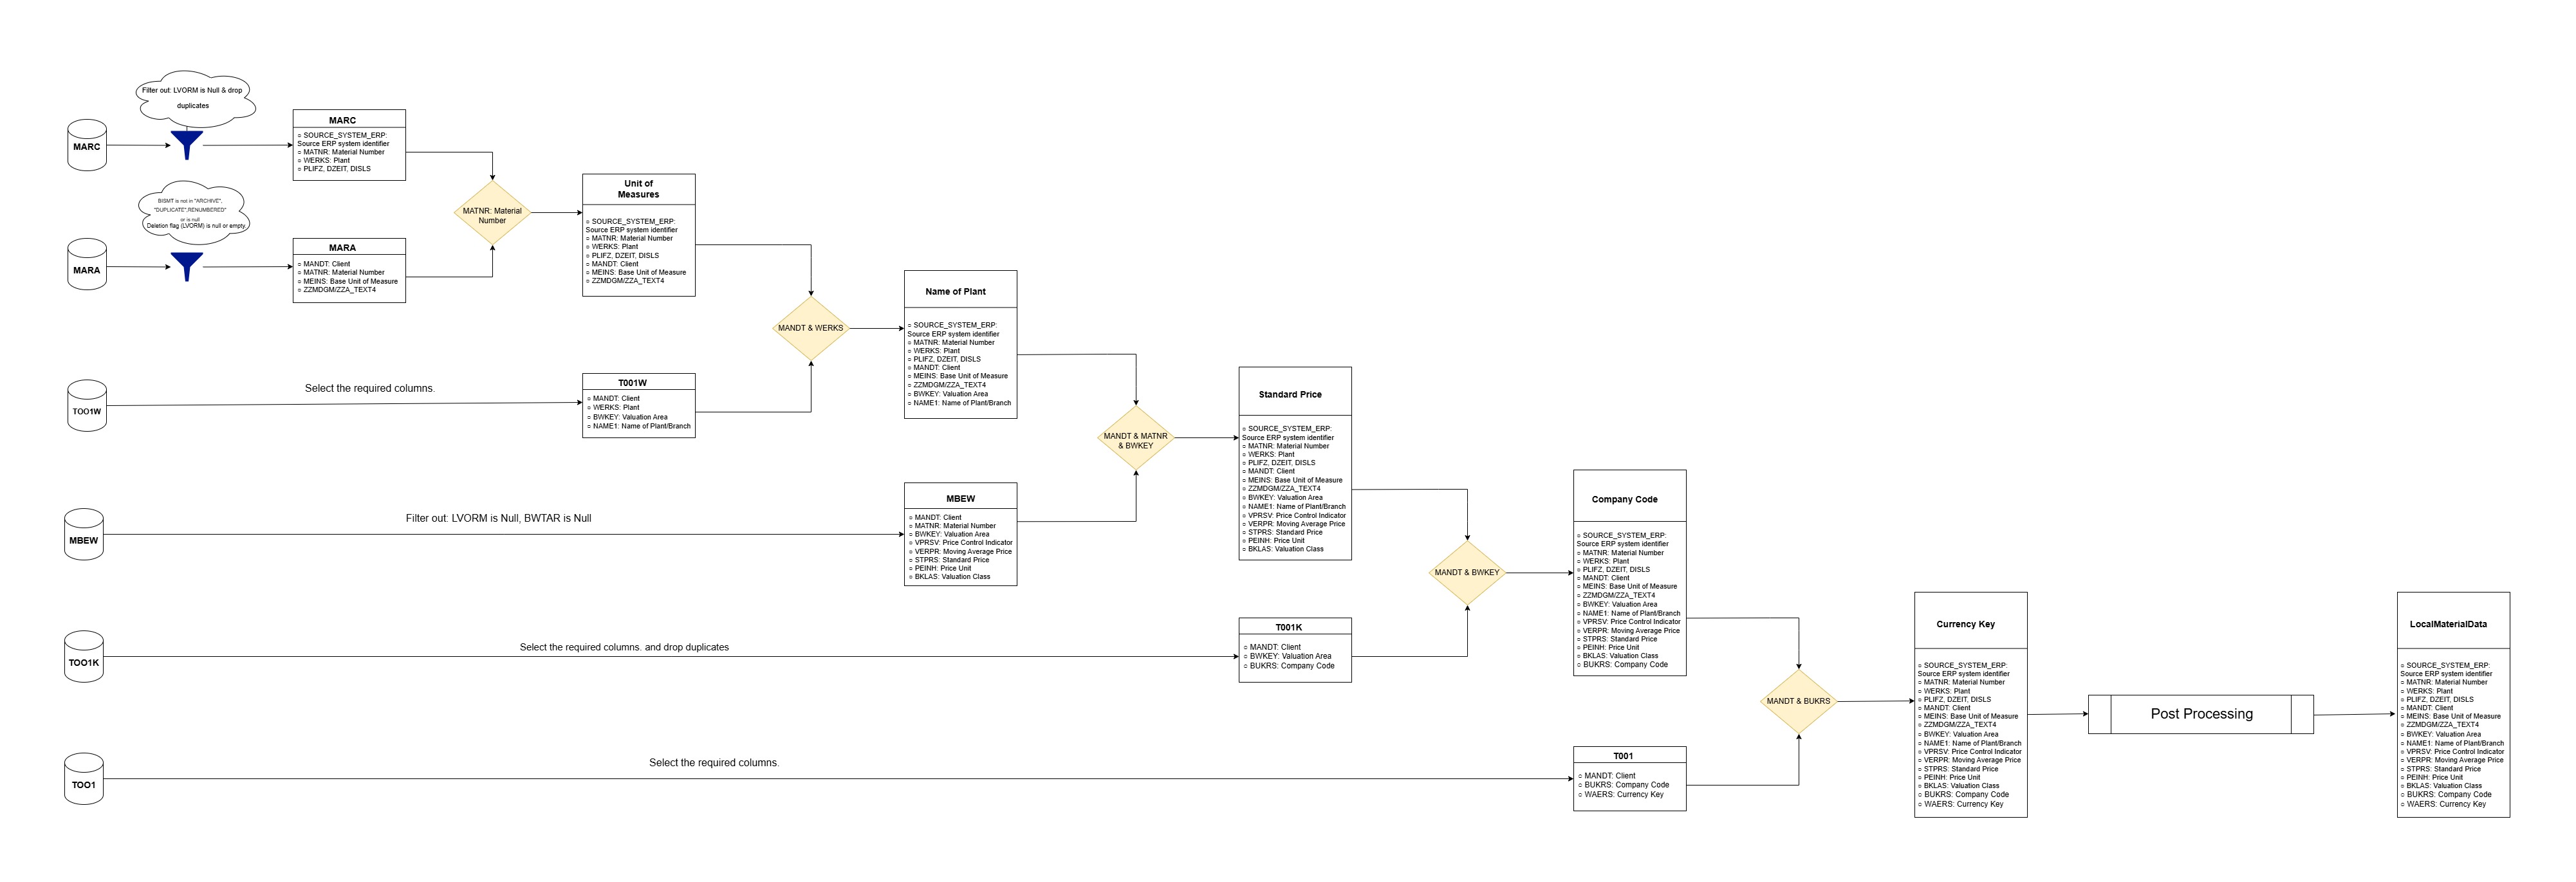 Filter out: LVORM is Null & drop
duplicates
MARC
MARC
○ SOURCE_SYSTEM_ERP:
Source ERP system identifier
○ MATNR: Material Number
○ WERKS: Plant
○ PLIFZ, DZEIT, DISLS
BISMT is not in "ARCHIVE",
"DUPLICATE",RENUMBERED"
or is null
Deletion flag (LVORM) is null or empty.
MARA
MARA
○ MANDT: Client
○ MATNR: Material Number
○ MEINS: Base Unit of Measure
○ ZZMDGM/ZZA_TEXT4
MATNR: Material
Number
Unit of
Measures
○ SOURCE_SYSTEM_ERP:
Source ERP system identifier
○ MATNR: Material Number
○ WERKS: Plant
○ PLIFZ, DZEIT, DISLS
○ MANDT: Client
○ MEINS: Base Unit of Measure
○ ZZMDGM/ZZA_TEXT4
TOO1W
Select the required columns.
T001W
○ MANDT: Client
○ WERKS: Plant
○ BWKEY: Valuation Area
○ NAME1: Name of Plant/Branch
MANDT & WERKS
Name of Plant
○ SOURCE_SYSTEM_ERP:
Source ERP system identifier
○ MATNR: Material Number
○ WERKS: Plant
○ PLIFZ, DZEIT, DISLS
○ MANDT: Client
○ MEINS: Base Unit of Measure
○ ZZMDGM/ZZA_TEXT4
○ BWKEY: Valuation Area
○ NAME1: Name of Plant/Branch
MBEW
Filter out: LVORM is Null, BWTAR is Null
MBEW
○ MANDT: Client
○ MATNR: Material Number
○ BWKEY: Valuation Area
○ VPRSV: Price Control Indicator
○ VERPR: Moving Average Price
○ STPRS: Standard Price
○ PEINH: Price Unit
○ BKLAS: Valuation Class
MANDT & MATNR
& BWKEY
Standard Price
○ SOURCE_SYSTEM_ERP:
Source ERP system identifier
○ MATNR: Material Number
○ WERKS: Plant
○ PLIFZ, DZEIT, DISLS
○ MANDT: Client
○ MEINS: Base Unit of Measure
○ ZZMDGM/ZZA_TEXT4
○ BWKEY: Valuation Area
○ NAME1: Name of Plant/Branch
○ VPRSV: Price Control Indicator
○ VERPR: Moving Average Price
○ STPRS: Standard Price
○ PEINH: Price Unit
○ BKLAS: Valuation Class
TOO1K
Select the required columns. and drop duplicates
T001K
○ MANDT: Client
○ BWKEY: Valuation Area
○ BUKRS: Company Code
MANDT & BWKEY
Company Code
○ SOURCE_SYSTEM_ERP:
Source ERP system identifier
○ MATNR: Material Number
○ WERKS: Plant
○ PLIFZ, DZEIT, DISLS
○ MANDT: Client
○ MEINS: Base Unit of Measure
○ ZZMDGM/ZZA_TEXT4
○ BWKEY: Valuation Area
○ NAME1: Name of Plant/Branch
○ VPRSV: Price Control Indicator
○ VERPR: Moving Average Price
○ STPRS: Standard Price
○ PEINH: Price Unit
○ BKLAS: Valuation Class
○ BUKRS: Company Code
TOO1
Select the required columns.
T001
○ MANDT: Client
○ BUKRS: Company Code
○ WAERS: Currency Key
MANDT & BUKRS
Currency Key
○ SOURCE_SYSTEM_ERP:
Source ERP system identifier
○ MATNR: Material Number
○ WERKS: Plant
○ PLIFZ, DZEIT, DISLS
○ MANDT: Client
○ MEINS: Base Unit of Measure
○ ZZMDGM/ZZA_TEXT4
○ BWKEY: Valuation Area
○ NAME1: Name of Plant/Branch
○ VPRSV: Price Control Indicator
○ VERPR: Moving Average Price
○ STPRS: Standard Price
○ PEINH: Price Unit
○ BKLAS: Valuation Class
○ BUKRS: Company Code
○ WAERS: Currency Key
Post Processing
LocalMaterialData
○ SOURCE_SYSTEM_ERP:
Source ERP system identifier
○ MATNR: Material Number
○ WERKS: Plant
○ PLIFZ, DZEIT, DISLS
○ MANDT: Client
○ MEINS: Base Unit of Measure
○ ZZMDGM/ZZA_TEXT4
○ BWKEY: Valuation Area
○ NAME1: Name of Plant/Branch
○ VPRSV: Price Control Indicator
○ VERPR: Moving Average Price
○ STPRS: Standard Price
○ PEINH: Price Unit
○ BKLAS: Valuation Class
○ BUKRS: Company Code
○ WAERS: Currency Key